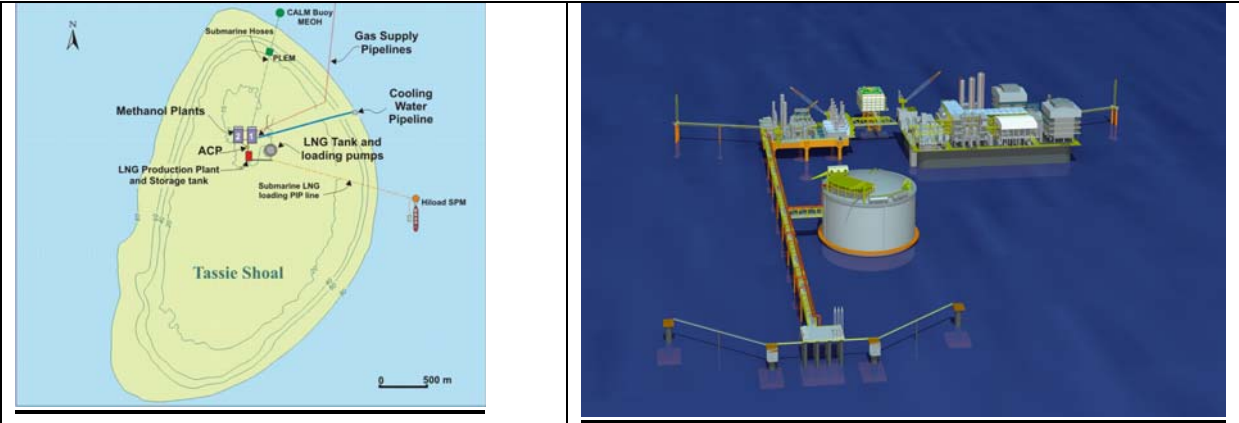 N
CALM Buoy
MEOH
Submarine Hoses
Gas Supply
Pipelines
PLEM
Cooling
Water
Pipeline
Methanol Plants
ACP
LNG Tank and
loading pumps
LNG Production Plant
and Storage tank
Submarine LNG
loading PIP line
Hiload SPM
Tassie Shoal
0 500 m